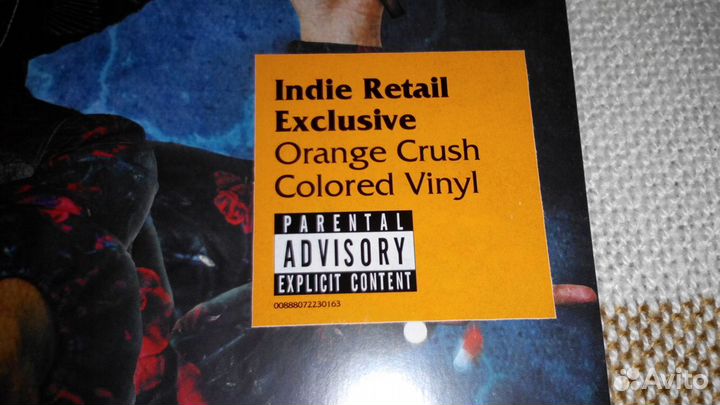 Indie Retail
Exclusive
Orange Crush
Colored Vinyl
PARENTAL
ADVISORY
EXPLICIT CONTENT
00888072230163
Avito